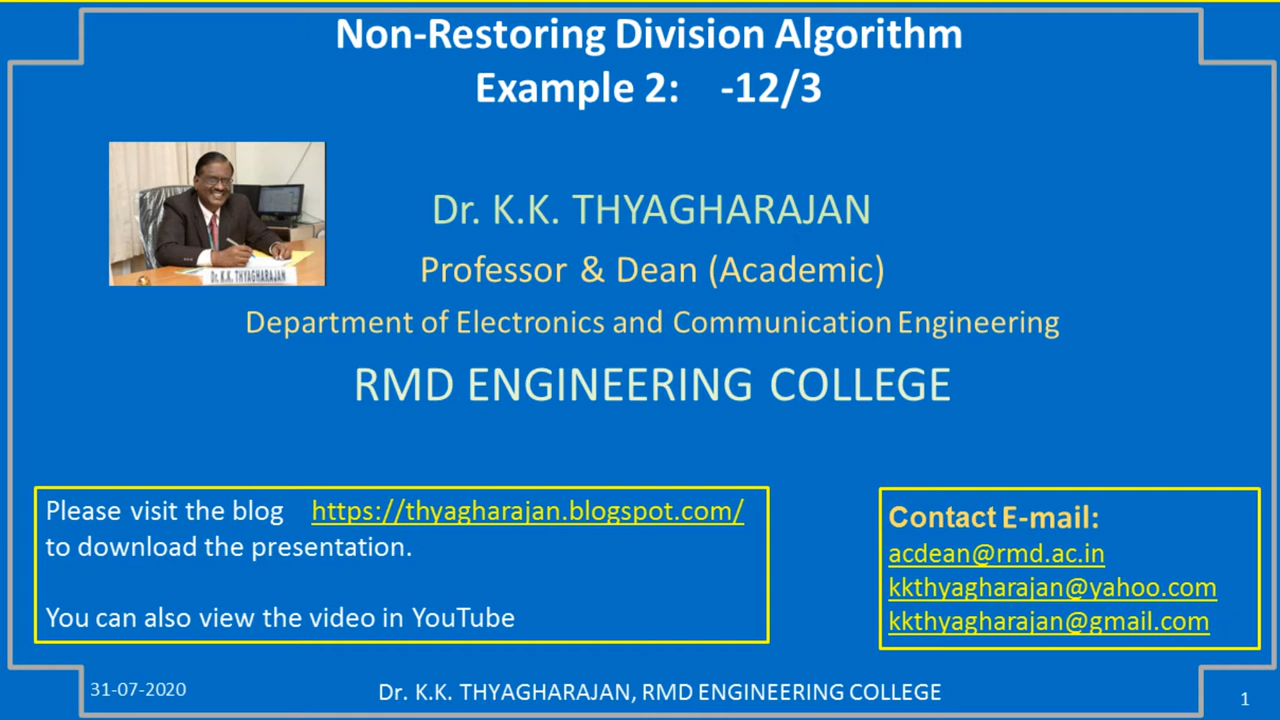 Non-Restoring Division Algorithm
Example 2: -12/3
Dr. K.K. THYAGHARAJAN
Dr. K.K. THYAGHARAJAN
Professor & Dean (Academic)
Department of Electronics and Communication Engineering
RMD ENGINEERING COLLEGE
Please visit the blog https://thyagharajan.blogspot.com/
to download the presentation.
You can also view the video in YouTube
Contact E-mail:
acdean@rmd.ac.in
kkthyagharajan@yahoo.com
kkthyagharajan@gmail.com
31-07-2020
Dr. K.K. THYAGHARAJAN, RMD ENGINEERING COLLEGE
1